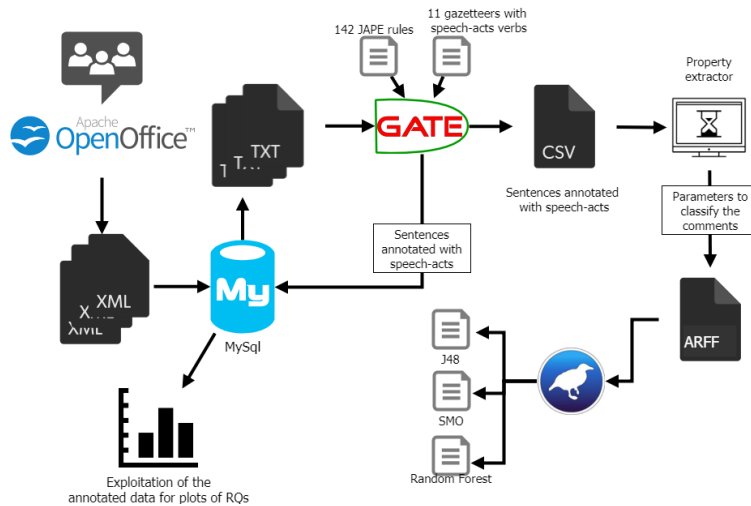 142 JAPE rules
11 gazetteers with
speech-acts verbs
Apache
OpenOffice™
TXT
GATE
CSV
Property
extractor
Sentences annotated
with speech-acts
Parameters to
classify the
comments
Sentences
annotated with
speech-acts
XML
XML
My
MySql
ARFF
J48
SMO
Random Forest
Exploitation of the
annotated data for plots of RQs